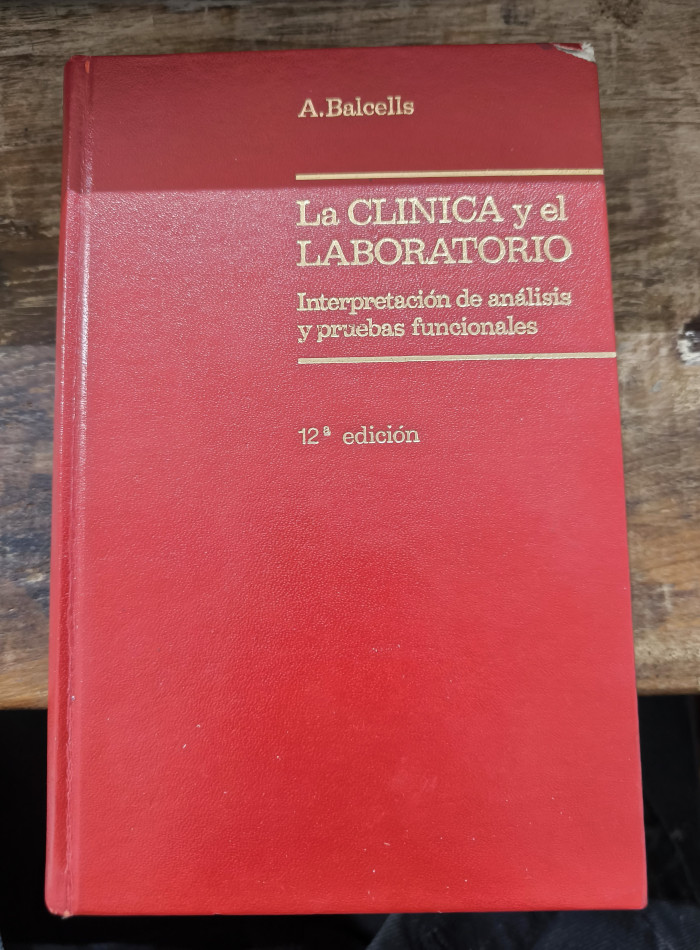 A.Balcells
La CLINICA y el
LABORATORIO
Interpretación de análisis
y pruebas funcionales
12ª edición